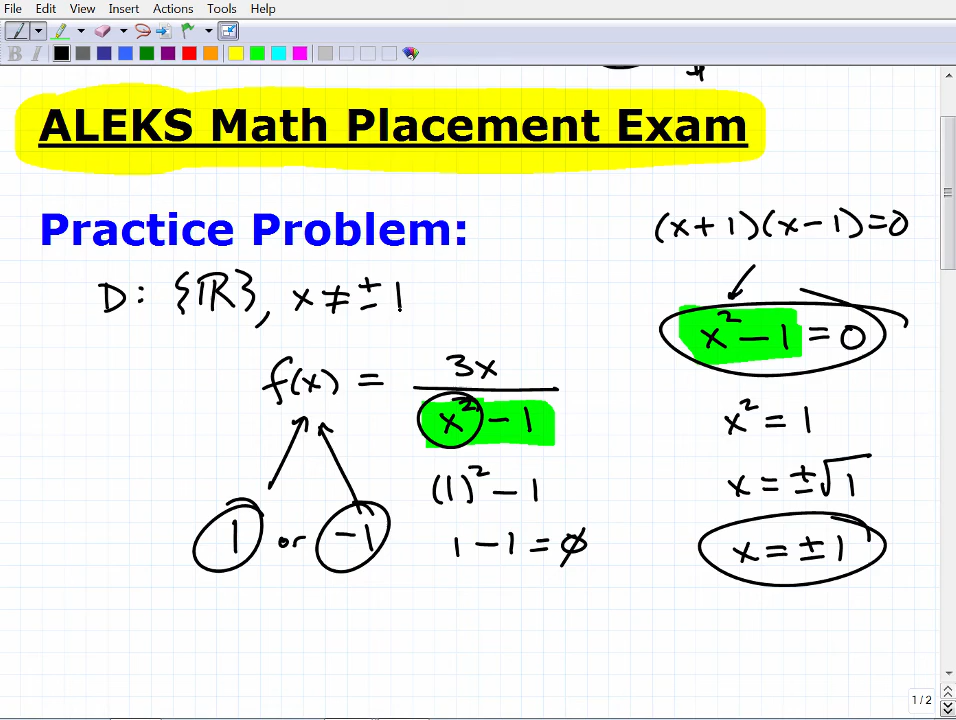 File Edit View Insert Actions Tools Help
B I
ALEKS Math Placement Exam
Practice Problem:
(x+1)(x-1)=0
D: {ℝ}, x ≠ ±1
x² - 1 = 0
f(x) = 3x / x² - 1
x² = 1
(1)² - 1
x = ±√1
1 or -1
1 - 1 = 0
x = ±1
1 / 2